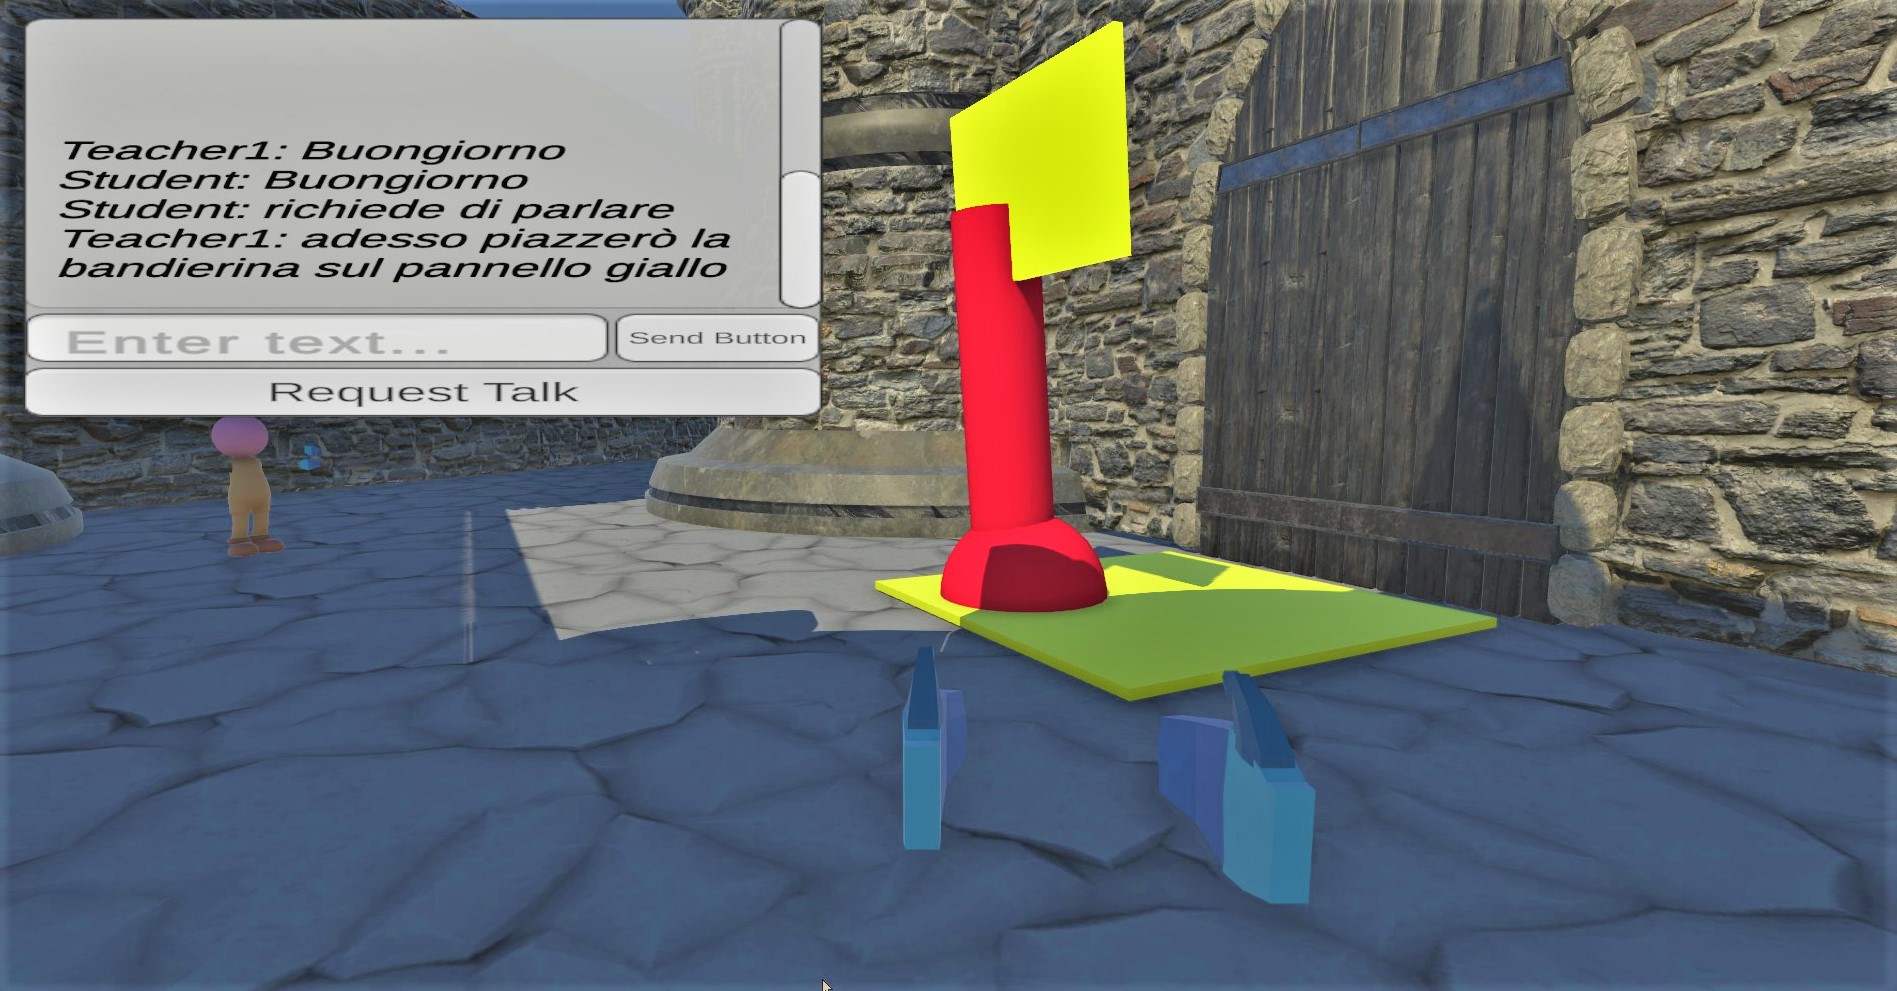 Teacher1: Buongiorno
Student: Buongiorno
Student: richiede di parlare
Teacher1: adesso piazzerò la
bandierina sul pannello giallo
Enter text...
Send Button
Request Talk